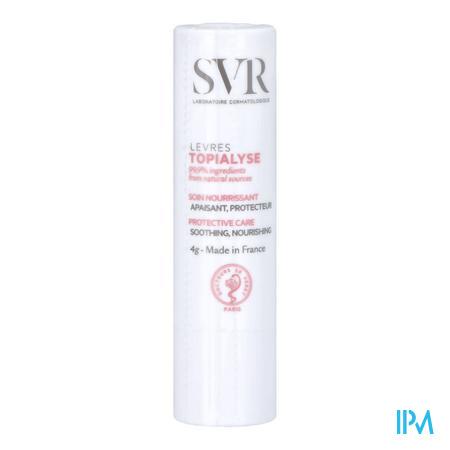 SVR
LABORATOIRE DERMATOLOGIQUE
LEVRES
TOPIALYSE
99,9% ingredients
from natural sources
SOIN NOURRISSANT
APAISANT, PROTECTEUR
PROTECTIVE CARE
SOOTHING, NOURISHING
4g - Made in France
PARIS
IPM